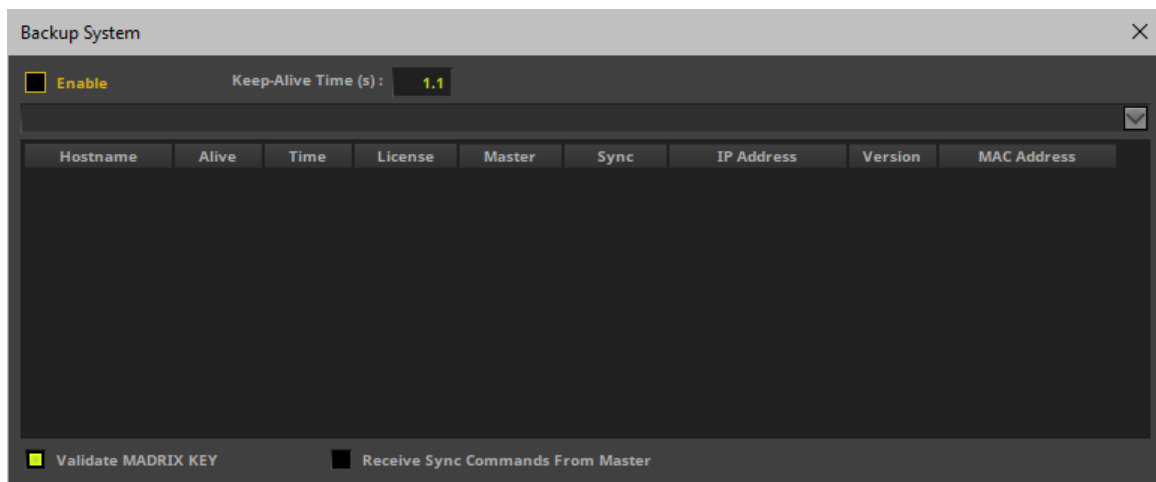 Backup System
Enable Keep-Alive Time (s) : 1.1
Hostname Alive Time License Master Sync IP Address Version MAC Address
Validate MADRIX KEY Receive Sync Commands From Master